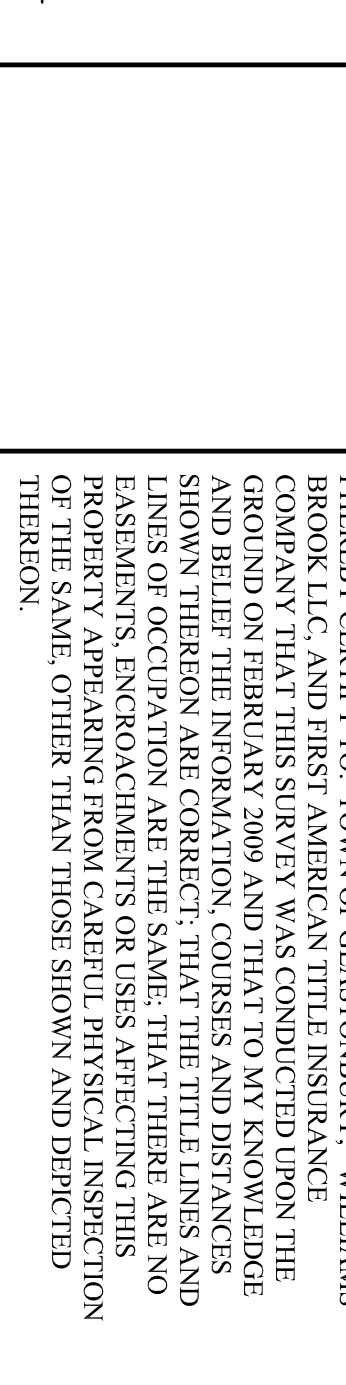 BROOK LLC, AND FIRST AMERICAN TITLE INSURANCE
COMPANY THAT THIS SURVEY WAS CONDUCTED UPON THE
GROUND ON FEBRUARY 2009 AND THAT TO MY KNOWLEDGE
AND BELIEF THE INFORMATION, COURSES AND DISTANCES
SHOWN THEREON ARE CORRECT; THAT THE TITLE LINES AND
LINES OF OCCUPATION ARE THE SAME; THAT THERE ARE NO
EASEMENTS, ENCROACHMENTS OR USES AFFECTING THIS
PROPERTY APPEARING FROM CAREFUL PHYSICAL INSPECTION
OF THE SAME, OTHER THAN THOSE SHOWN AND DEPICTED
THEREON.